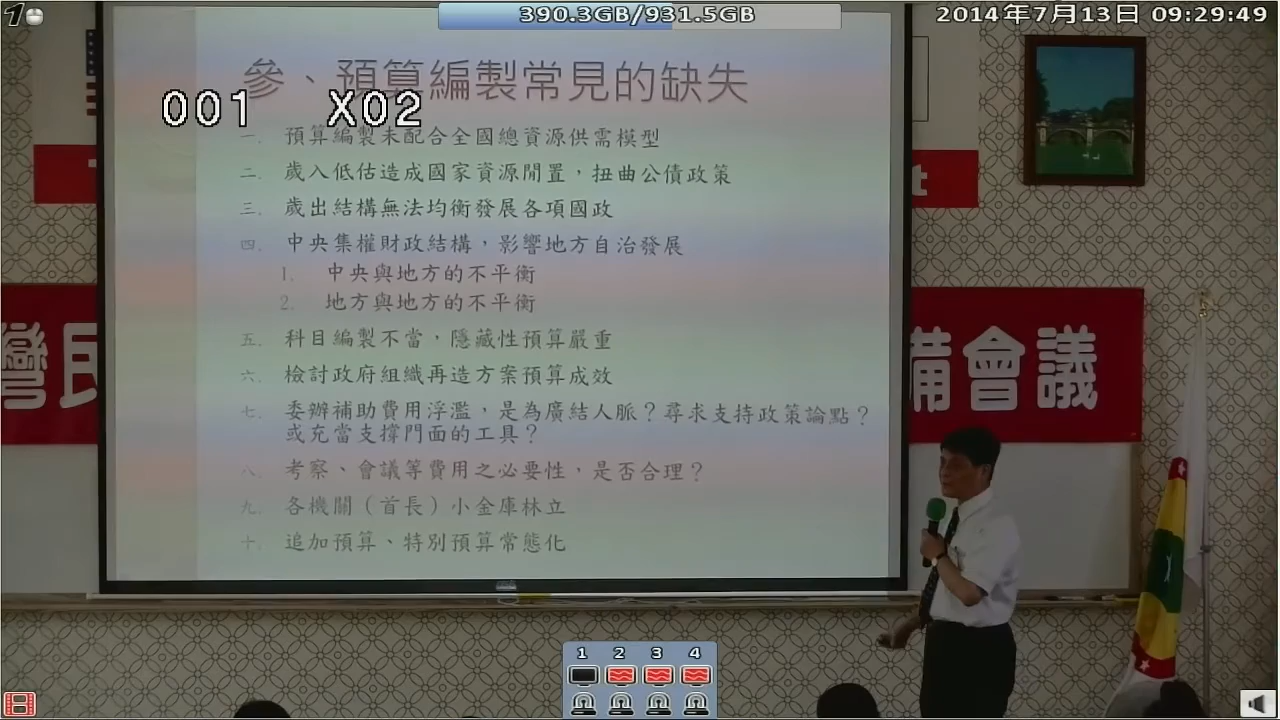 390.3GB/931.5GB
2014年7月13日 09:29:49
001 X02
參、預算編製常見的缺失
一. 預算編製未配合全國總資源供需模型
二. 歲入低估造成國家資源閒置，扭曲公債政策
三. 歲出結構無法均衡發展各項國政
四. 中央集權財政結構，影響地方自治發展
1. 中央與地方的不平衡
2. 地方與地方的不平衡
五. 科目編製不當，隱藏性預算嚴重
六. 檢討政府組織再造方案預算成效
七. 委辦補助費用浮濫，是為廣結人脈？尋求支持政策論點？
或充當支撐門面的工具？
八. 考察、會議等費用之必要性，是否合理？
九. 各機關（首長）小金庫林立
十. 追加預算、特別預算常態化
灣民
備會議
t
1 2 3 4